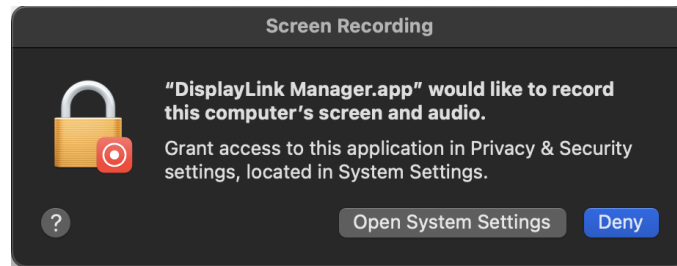 Screen Recording
“DisplayLink Manager.app” would like to record
this computer’s screen and audio.
Grant access to this application in Privacy & Security
settings, located in System Settings.
?
Open System Settings
Deny